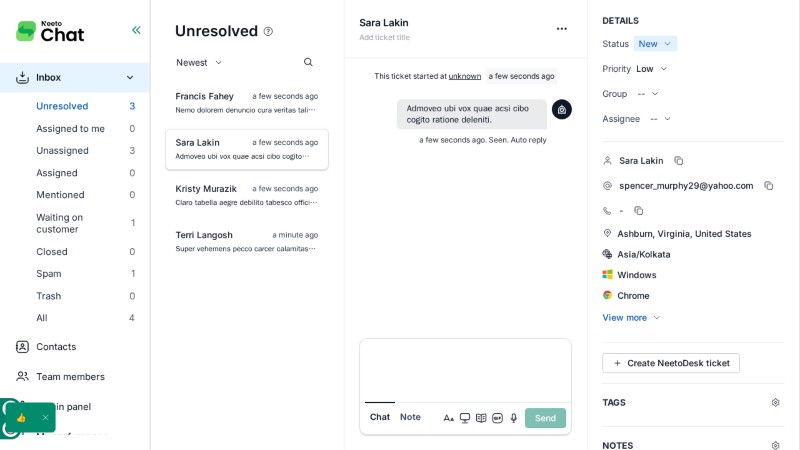 Neeto
Chat
Inbox
Unresolved 3
Assigned to me 0
Unassigned 3
Assigned 0
Mentioned 0
Waiting on
customer 1
Closed 0
Spam 1
Trash 0
All 4
Contacts
Team members
in panel
Unresolved
Newest
Francis Fahey a few seconds ago
Nemo dolorem denuncio cura veritas tali···
Sara Lakin a few seconds ago
Admoveo ubi vox quae acsi cibo cogito···
Kristy Murazik a few seconds ago
Claro tabella aegre debilito tabesco offici···
Terri Langosh a minute ago
Super vehemens pecco carcer calamitas···
Sara Lakin
Add ticket title
This ticket started at unknown a few seconds ago
Admoveo ubi vox quae acsi cibo
cogito ratione deleniti.
a few seconds ago. Seen. Auto reply
Chat Note
GIF
Send
DETAILS
Status New
Priority Low
Group --
Assignee --
Sara Lakin
spencer_murphy29@yahoo.com
-
Ashburn, Virginia, United States
Asia/Kolkata
Windows
Chrome
View more
+ Create NeetoDesk ticket
TAGS
NOTES